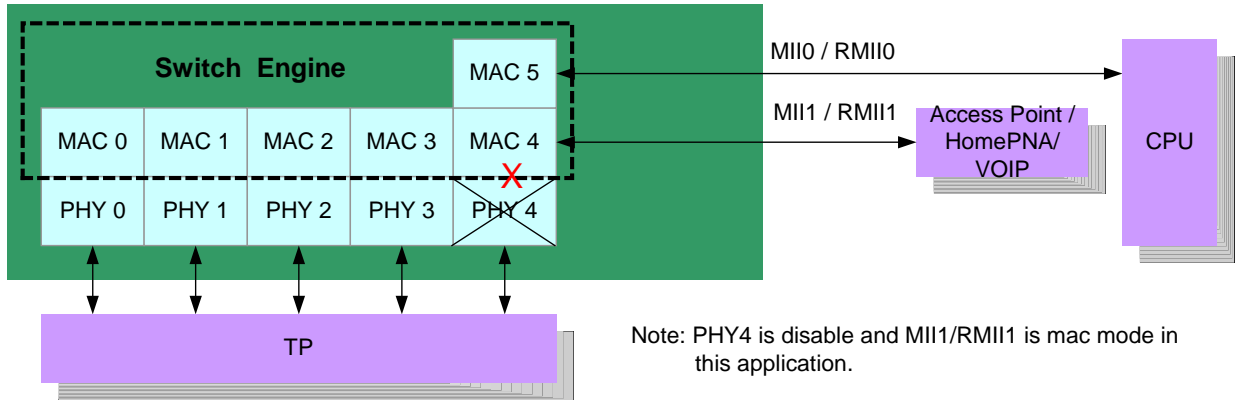 MII0 / RMII0
Switch Engine
MAC 5
MII1 / RMII1
MAC 0 MAC 1 MAC 2 MAC 3 MAC 4
Access Point /
HomePNA/
VOIP
CPU
X
PHY 0 PHY 1 PHY 2 PHY 3 PHY 4
TP
Note: PHY4 is disable and MII1/RMII1 is mac mode in
this application.